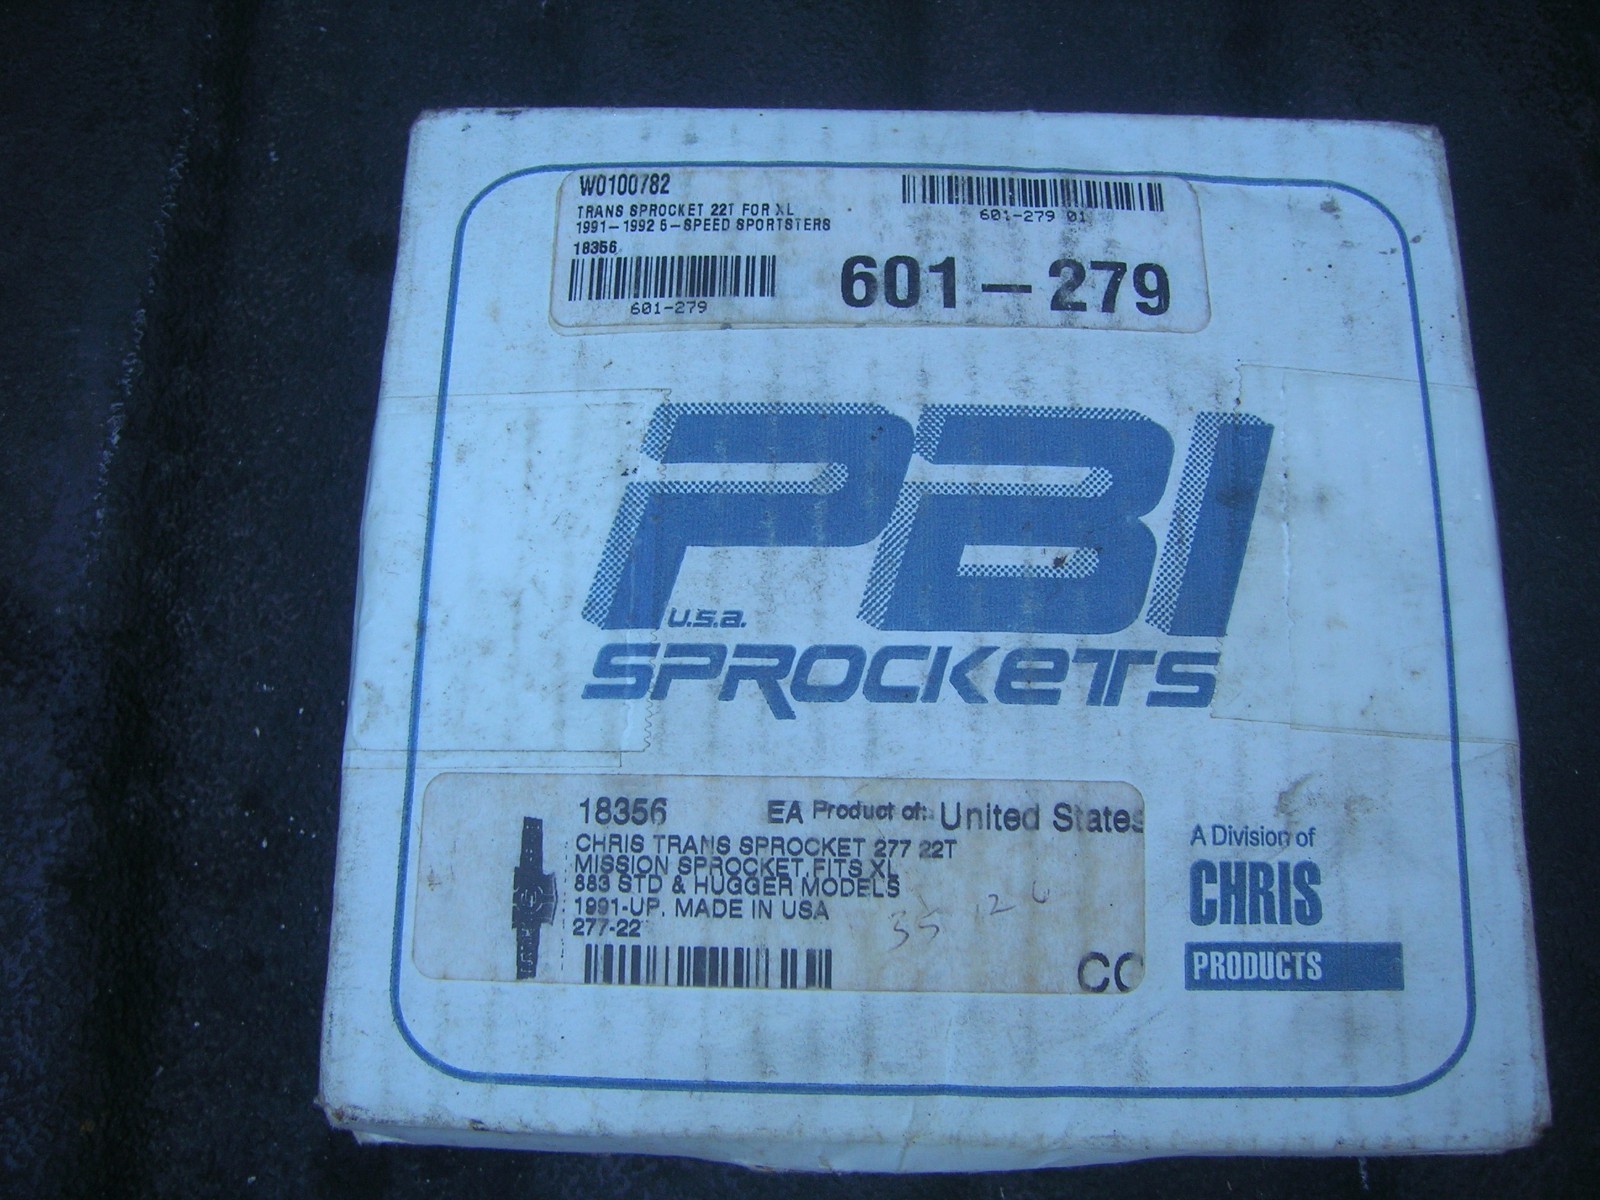 W0100782
TRANS SPROCKET 22T FOR XL
1991-1992 5-SPEED SPORTSTERS
18356
601-279
601-279 01
601-279
PBI
u.s.a.
SPROCKETS
18356 EA Product of: United States
CHRIS TRANS SPROCKET 277 22T
MISSION SPROCKET, FITS XL
883 STD & HUGGER MODELS
1991-UP. MADE IN USA
277-22
35
CC
A Division of
CHRIS
PRODUCTS